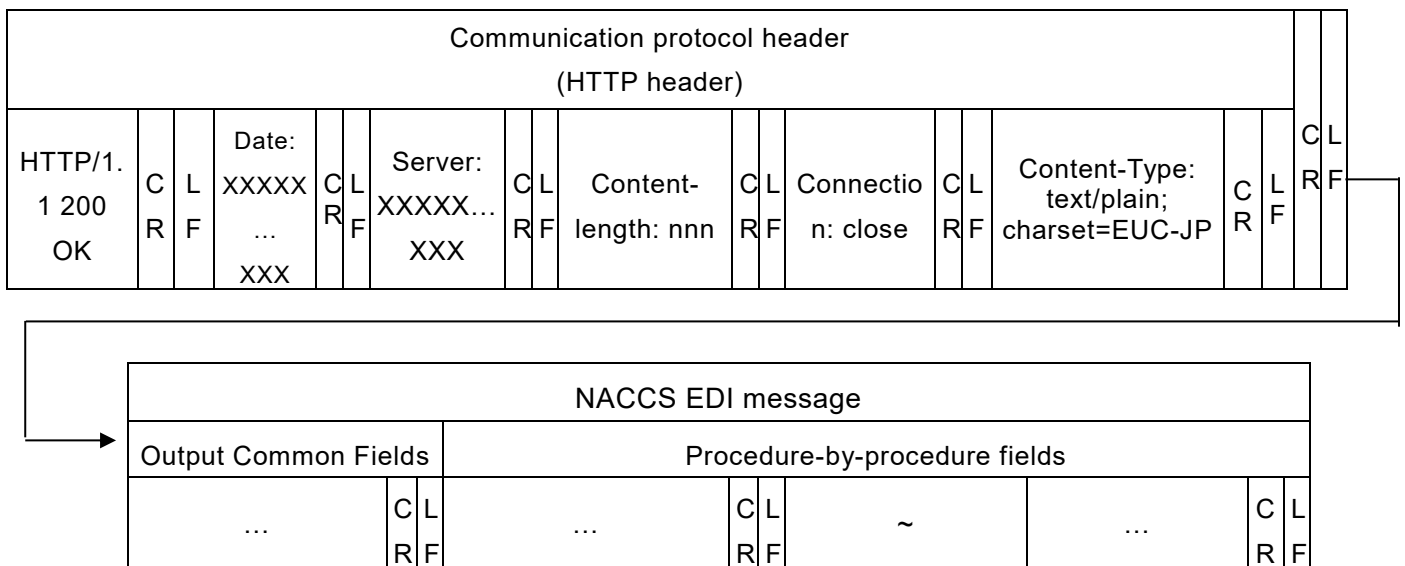 Communication protocol header
(HTTP header)
HTTP/1.
1 200
OK
C
R
L
F
Date:
XXXXX
...
XXX
C
R
L
F
Server:
XXXXX...
XXX
C
R
L
F
Content-
length: nnn
C
R
L
F
Connectio
n: close
C
R
L
F
Content-Type:
text/plain;
charset=EUC-JP
C
R
L
F
C
R
L
F
NACCS EDI message
Output Common Fields
Procedure-by-procedure fields
...
C
R
L
F
...
C
R
L
F
~
...
C
R
L
F